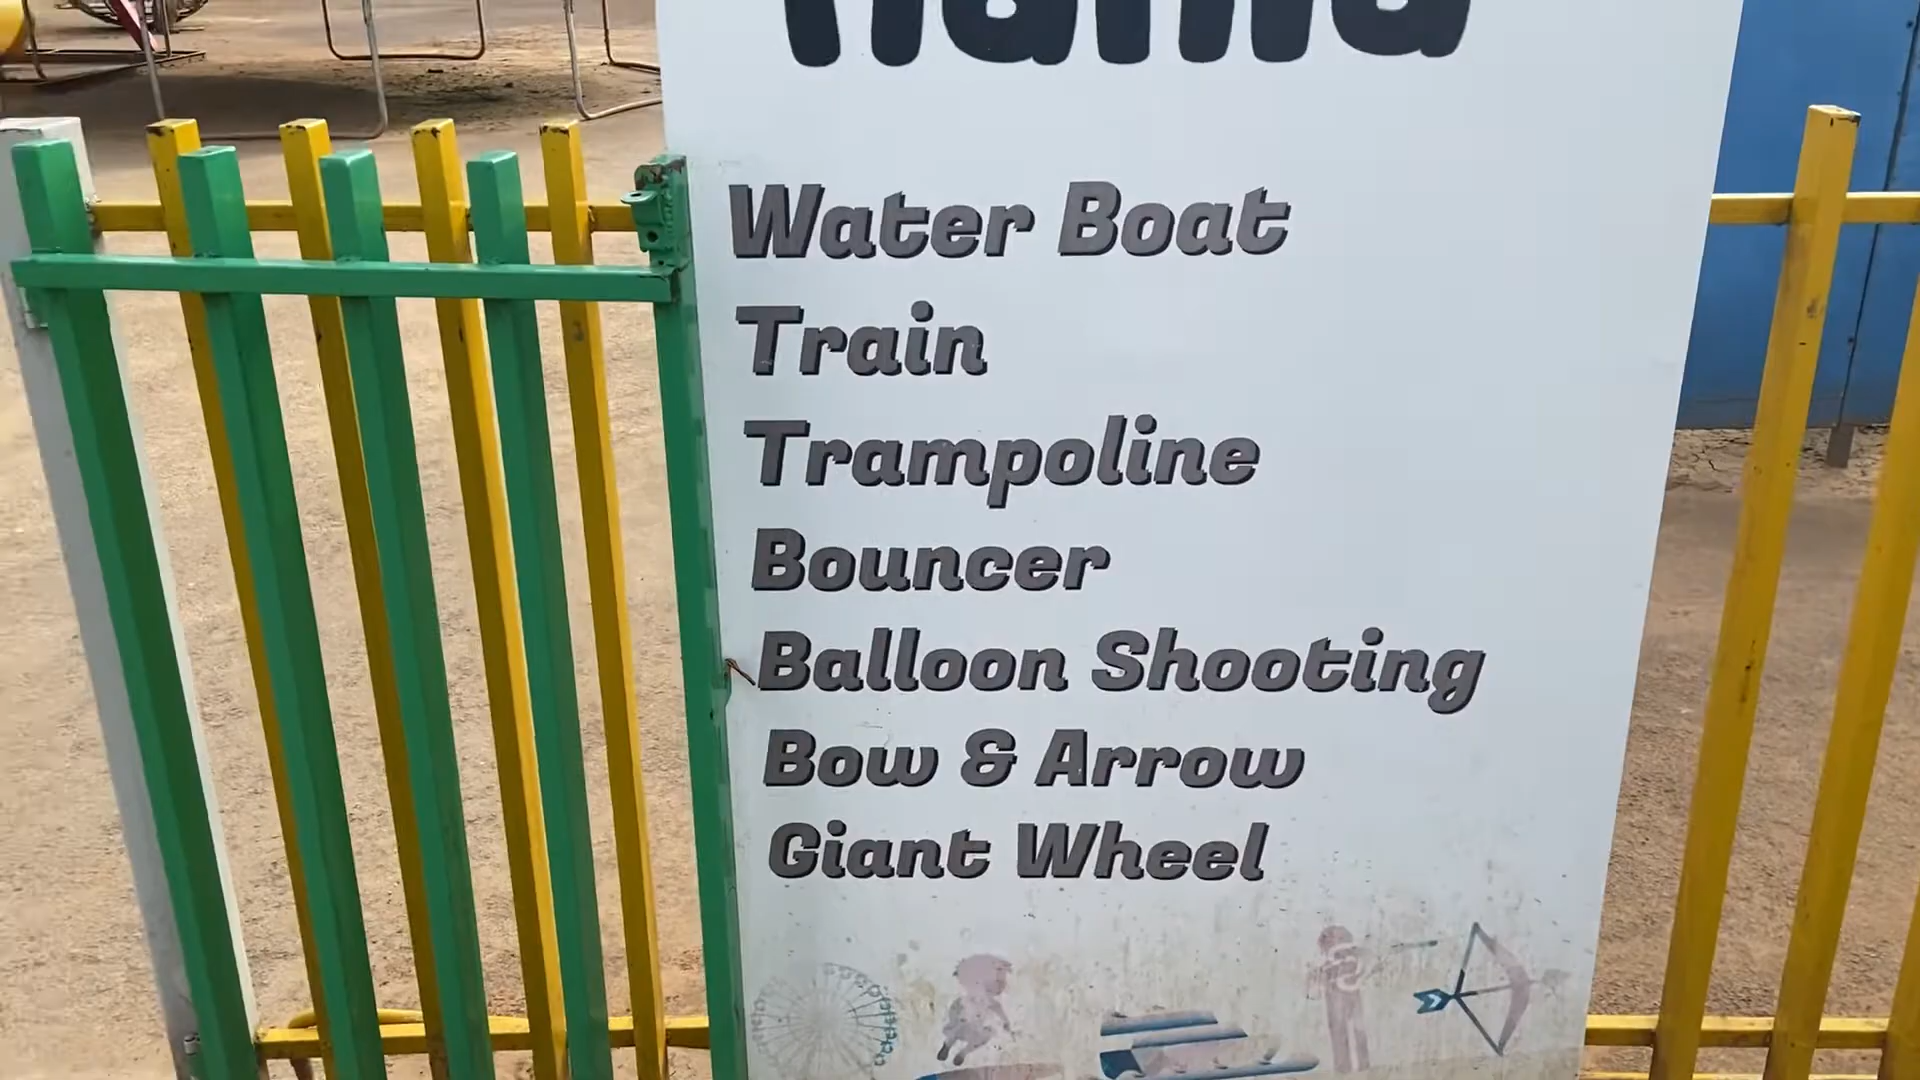 Water Boat
Train
Trampoline
Bouncer
Balloon Shooting
Bow & Arrow
Giant Wheel